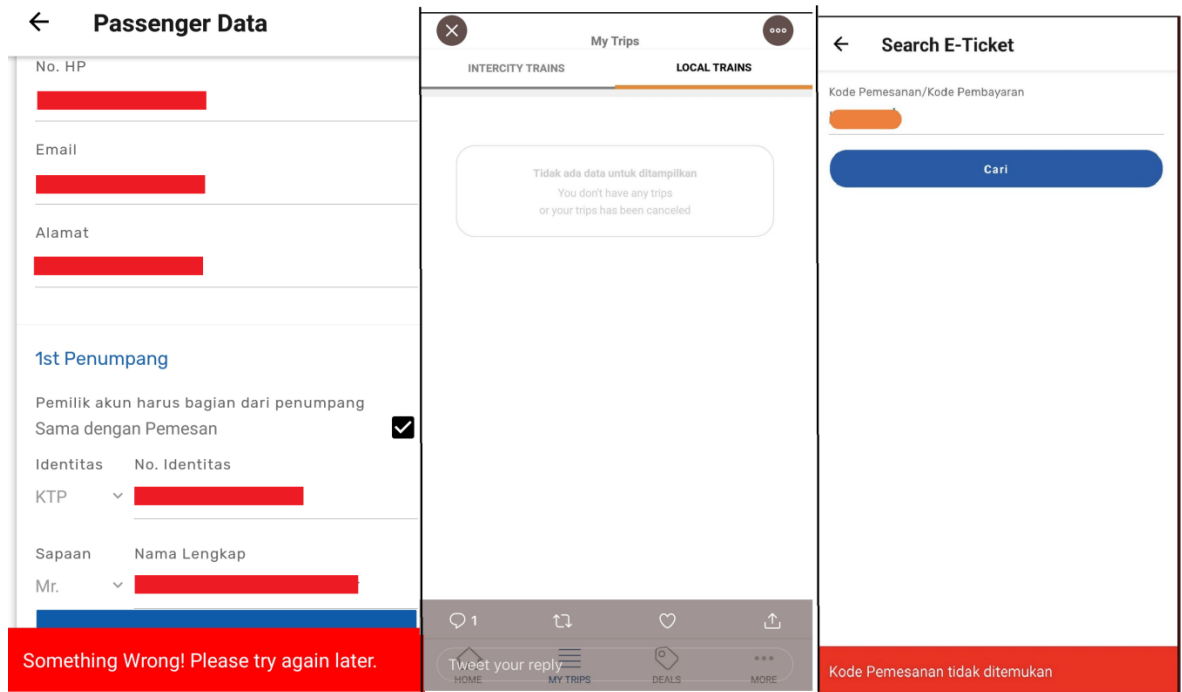 Passenger Data
No. HP
Email
Alamat
1st Penumpang
Pemilik akun harus bagian dari penumpang
Sama dengan Pemesan
Identitas No. Identitas
KTP
Sapaan Nama Lengkap
Mr.
Something Wrong! Please try again later.
My Trips
INTERCITY TRAINS LOCAL TRAINS
Tidak ada data untuk ditampilkan
You don't have any trips
or your trips has been canceled
1
Tweet your reply
HOME MY TRIPS DEALS MORE
Search E-Ticket
Kode Pemesanan/Kode Pembayaran
Cari
Kode Pemesanan tidak ditemukan